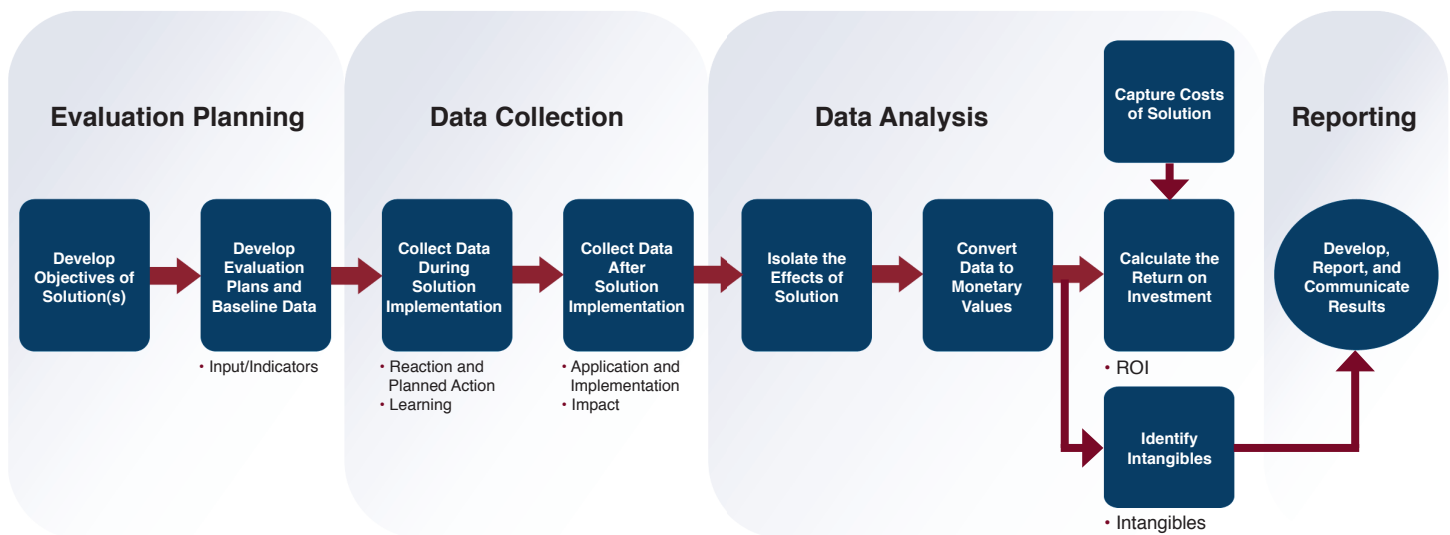 Evaluation Planning
Develop
Objectives of
Solution(s)
Develop
Evaluation
Plans and
Baseline Data
• Input/Indicators
Data Collection
Collect Data
During
Solution
Implementation
• Reaction and
Planned Action
• Learning
Collect Data
After
Solution
Implementation
• Application and
Implementation
• Impact
Data Analysis
Isolate the
Effects of
Solution
Convert
Data to
Monetary
Values
Capture Costs
of Solution
Calculate the
Return on
Investment
• ROI
Identify
Intangibles
• Intangibles
Reporting
Develop,
Report, and
Communicate
Results